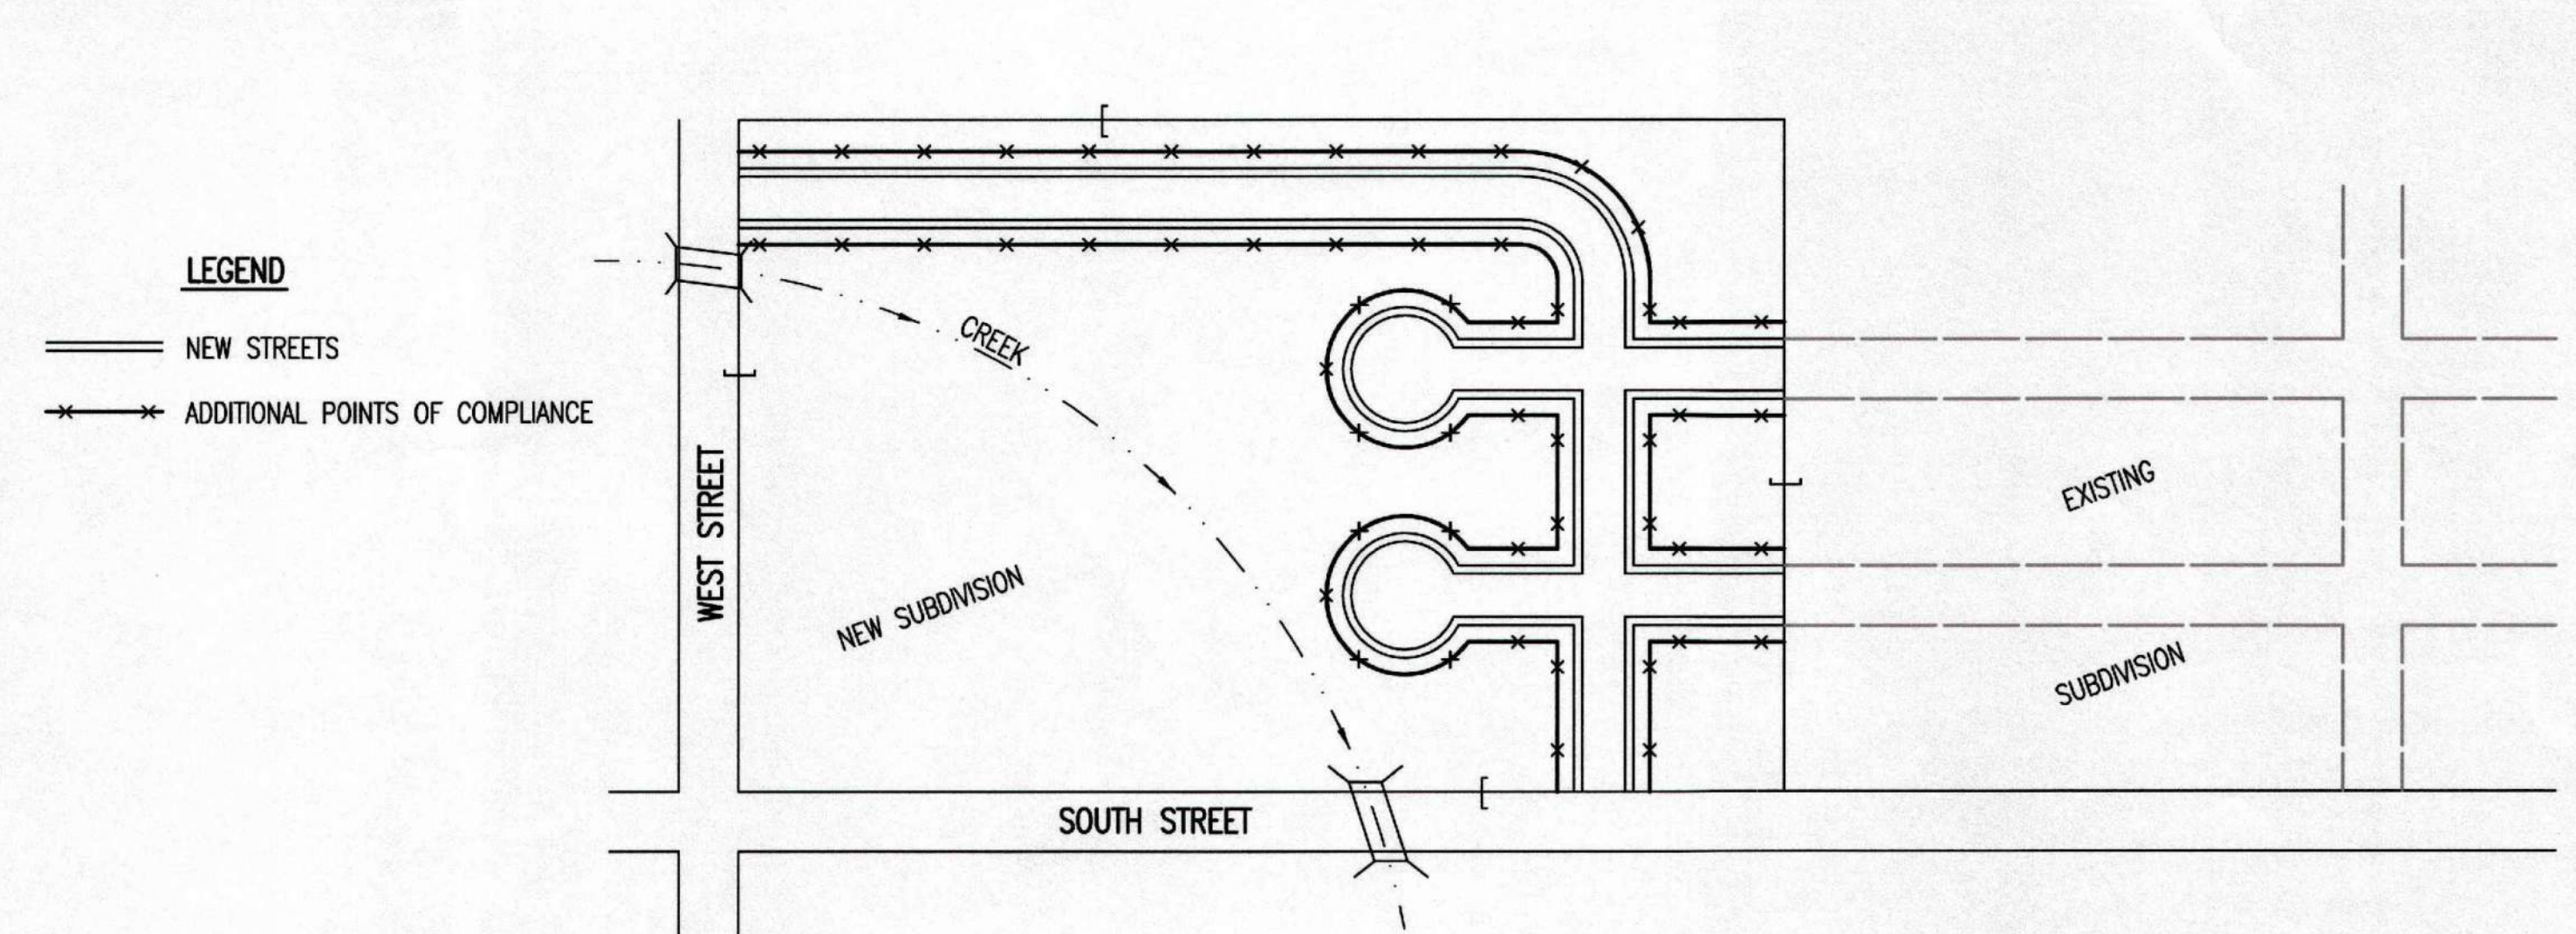 LEGEND
NEW STREETS
ADDITIONAL POINTS OF COMPLIANCE
CREEK
WEST STREET
NEW SUBDIVISION
EXISTING
SUBDIVISION
SOUTH STREET